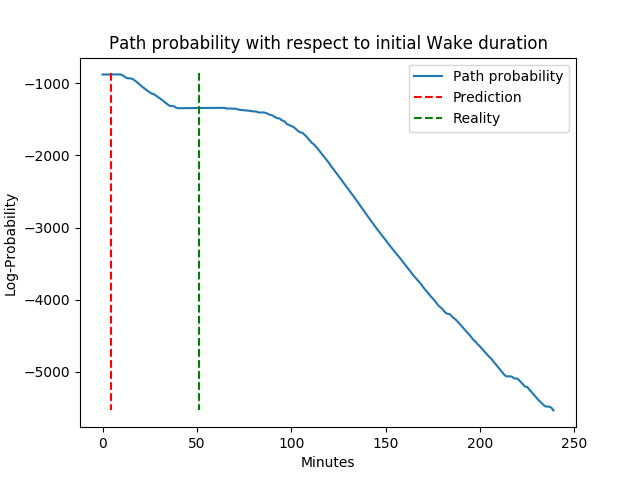 Path probability with respect to initial Wake duration
Path probability
Prediction
Reality
Log-Probability
−1000
−2000
−3000
−4000
−5000
0 50 100 150 200 250
Minutes